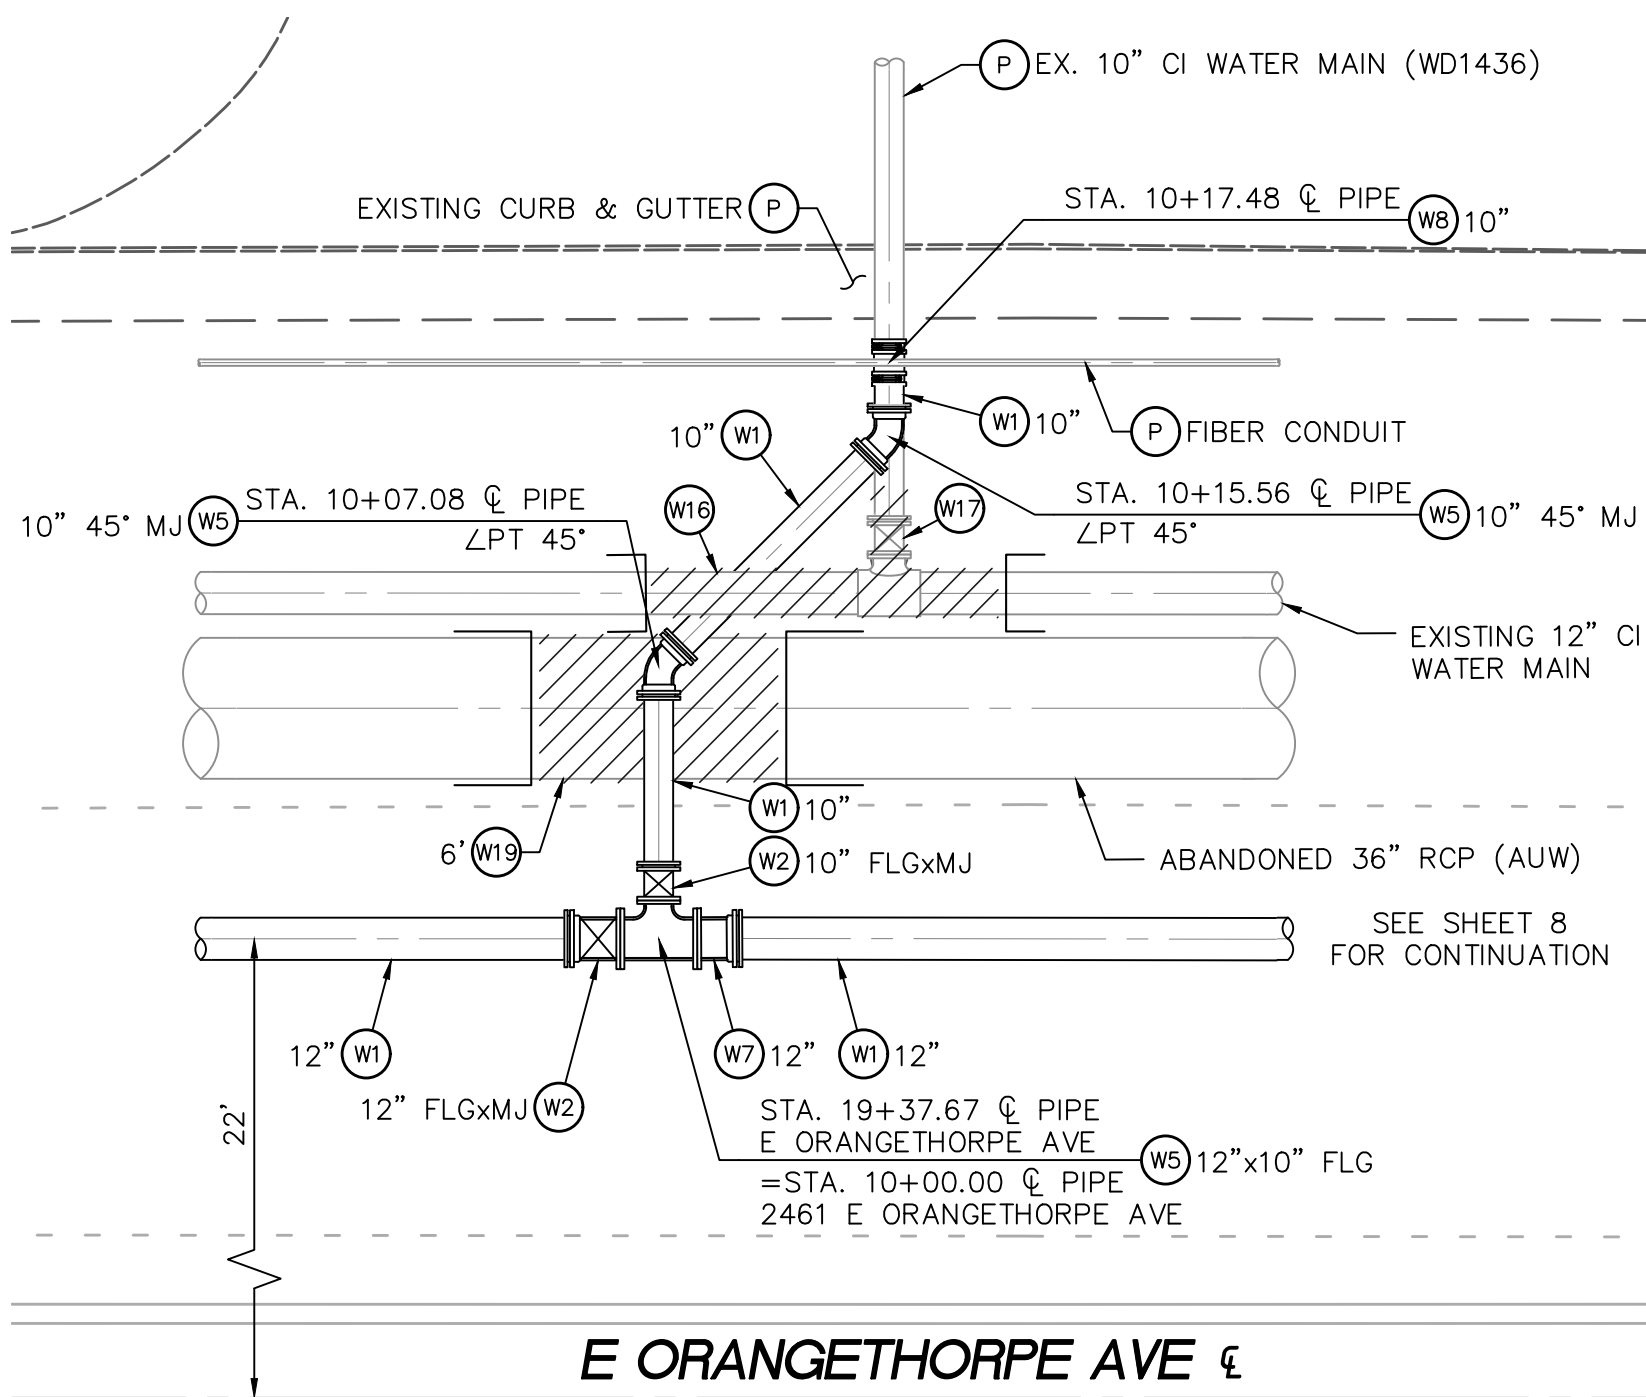 P EX. 10" CI WATER MAIN (WD1436)
EXISTING CURB & GUTTER P
STA. 10+17.48 ℄ PIPE
W8 10"
W1 10"
P FIBER CONDUIT
10" W1
STA. 10+07.08 ℄ PIPE
10" 45° MJ W5
∠PT 45°
W16
W17
STA. 10+15.56 ℄ PIPE
W5 10" 45° MJ
∠PT 45°
EXISTING 12" CI
WATER MAIN
W1 10"
6' W19
W2 10" FLGxMJ
ABANDONED 36" RCP (AUW)
SEE SHEET 8
FOR CONTINUATION
12" W1
W7 12"
W1 12"
12" FLGxMJ W2
22'
STA. 19+37.67 ℄ PIPE
E ORANGETHORPE AVE
W5 12"x10" FLG
=STA. 10+00.00 ℄ PIPE
2461 E ORANGETHORPE AVE
E ORANGETHORPE AVE ℄